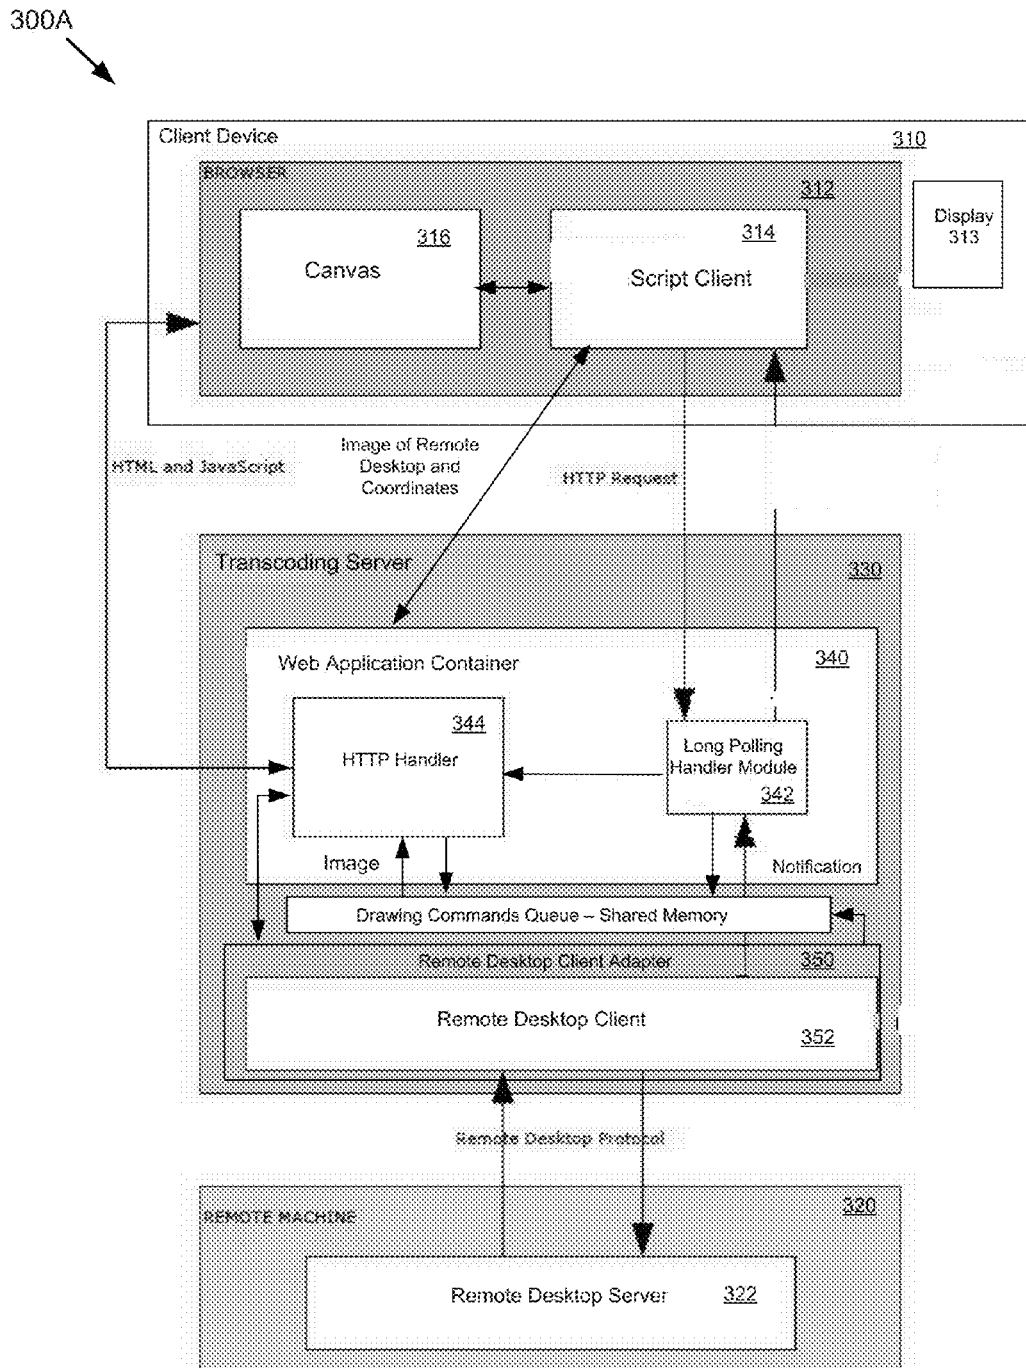 300A
Client Device
310
BROWSER
312
316
Canvas
314
Script Client
Display
313
HTML and JavaScript
Image of Remote
Desktop and
Coordinates
HTTP Request
Transcoding Server
330
Web Application Container
340
344
HTTP Handler
Long Polling
Handler Module
342
Image
Notification
Drawing Commands Queue – Shared Memory
Remote Desktop Client Adapter
350
Remote Desktop Client
352
Remote Desktop Protocol
REMOTE MACHINE
320
Remote Desktop Server
322